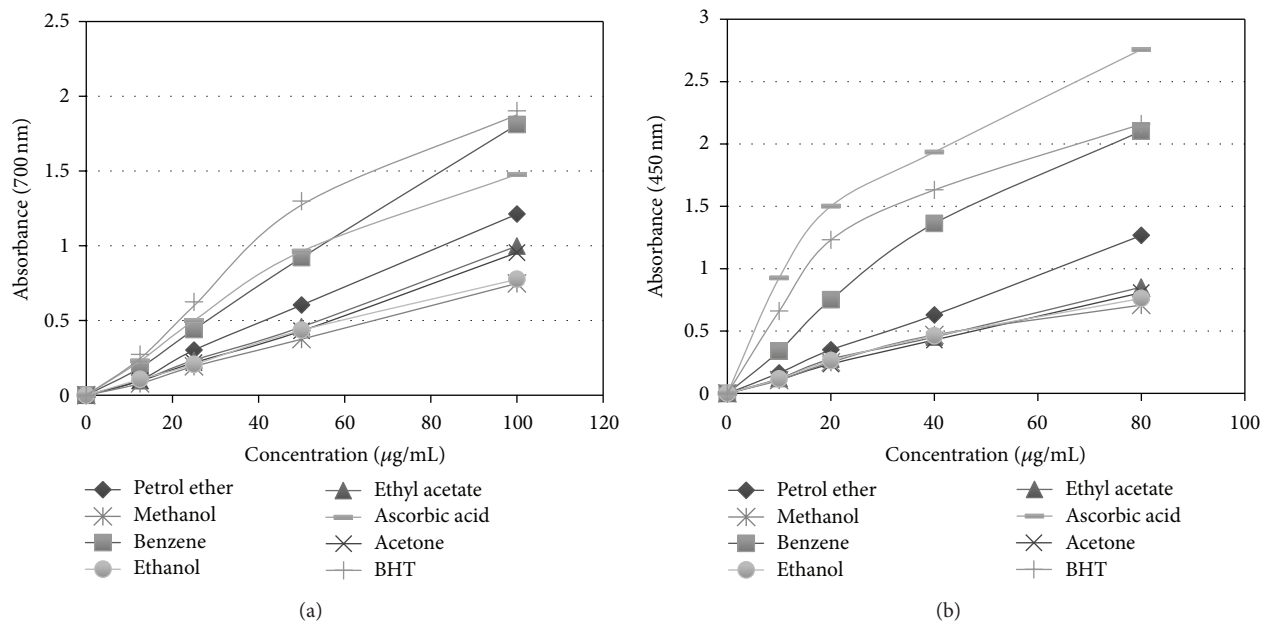 2.5
2
1.5
1
0.5
0
Absorbance (700 nm)
0 20 40 60 80 100 120
Concentration (μg/mL)
Petrol ether
Methanol
Benzene
Ethanol
Ethyl acetate
Ascorbic acid
Acetone
BHT
(a)
3
2.5
2
1.5
1
0.5
0
Absorbance (450 nm)
0 20 40 60 80 100
Concentration (μg/mL)
Petrol ether
Methanol
Benzene
Ethanol
Ethyl acetate
Ascorbic acid
Acetone
BHT
(b)